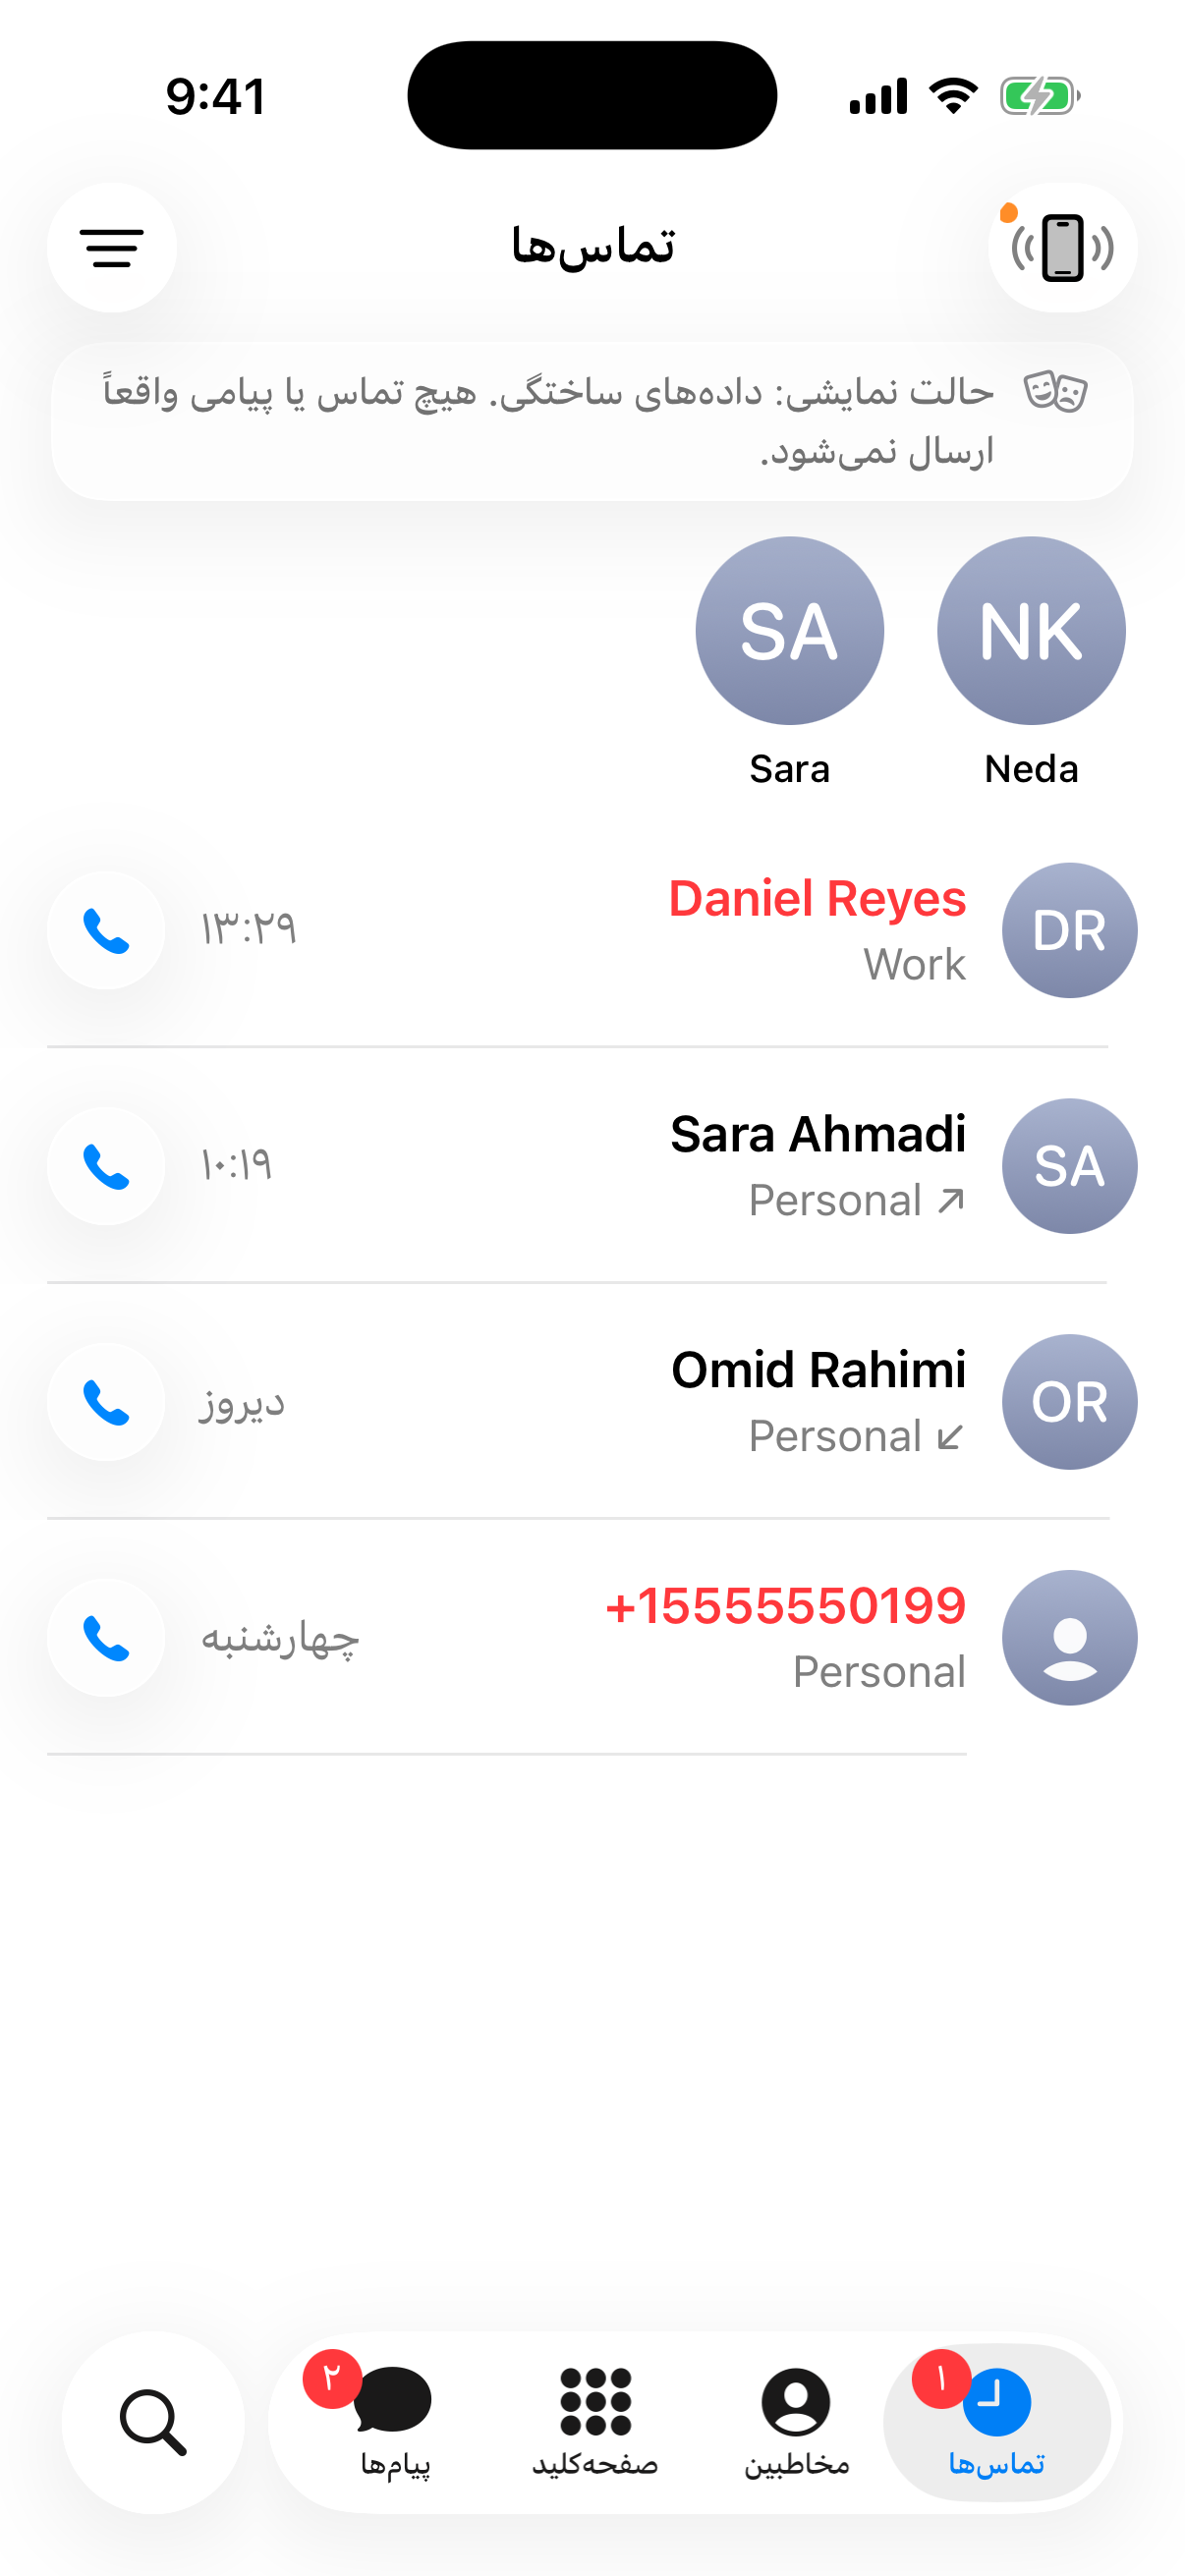 9:41
تماس‌ها
حالت نمایشی: داده‌های ساختگی. هیچ تماس یا پیامی واقعاً
ارسال نمی‌شود.
NK
SA
Neda
Sara
DR
Daniel Reyes
Work
۱۳:۲۹
SA
Sara Ahmadi
Personal
۱۰:۱۹
OR
Omid Rahimi
Personal
دیروز
+15555550199
Personal
چهارشنبه
۱
تماس‌ها
مخاطبین
صفحه‌کلید
۲
پیام‌ها